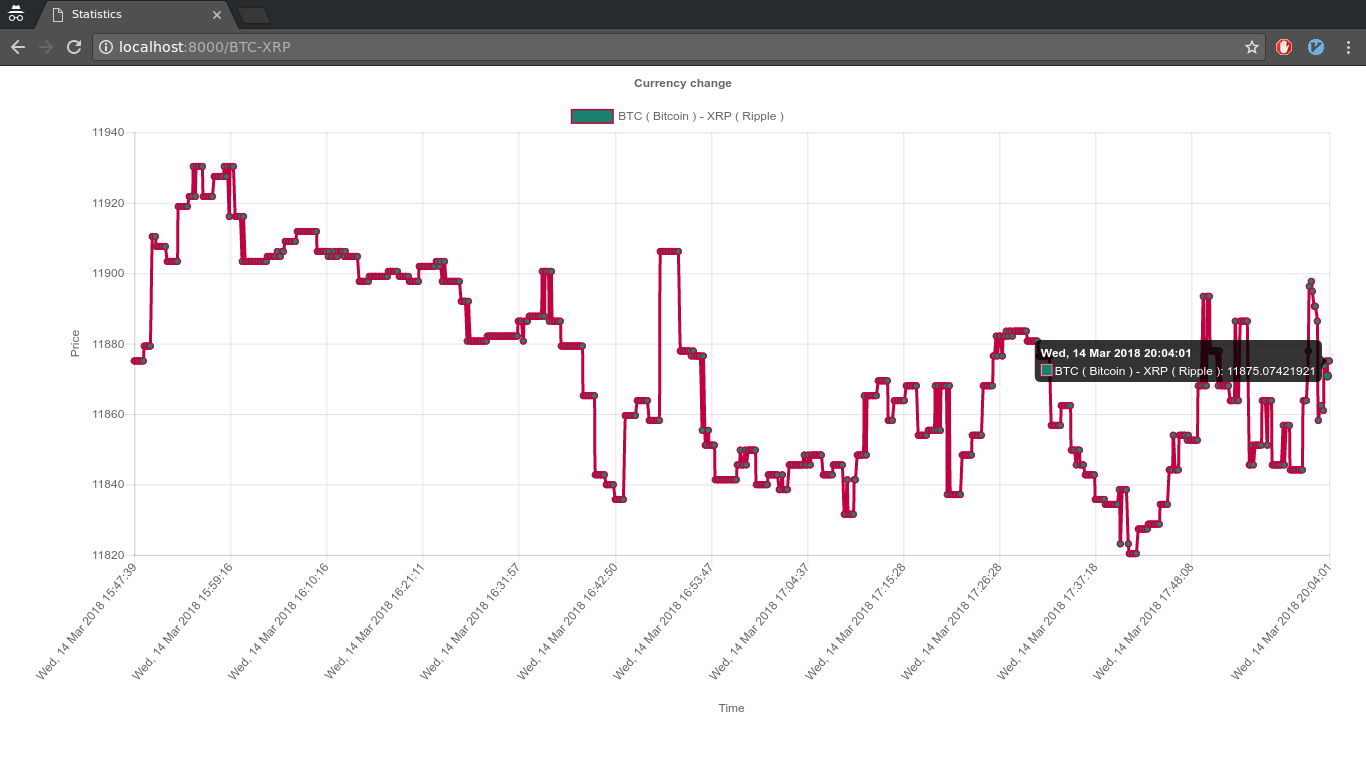 Statistics
localhost:8000/BTC-XRP
Currency change
BTC ( Bitcoin ) - XRP ( Ripple )
11940
11920
11900
11880
11860
11840
11820
Price
Wed, 14 Mar 2018 20:04:01
BTC ( Bitcoin ) - XRP ( Ripple ): 11875.07421921
Wed, 14 Mar 2018 15:47:39
Wed, 14 Mar 2018 15:59:16
Wed, 14 Mar 2018 16:10:16
Wed, 14 Mar 2018 16:21:11
Wed, 14 Mar 2018 16:31:57
Wed, 14 Mar 2018 16:42:50
Wed, 14 Mar 2018 16:53:47
Wed, 14 Mar 2018 17:04:37
Wed, 14 Mar 2018 17:15:28
Wed, 14 Mar 2018 17:26:28
Wed, 14 Mar 2018 17:37:18
Wed, 14 Mar 2018 17:48:08
Wed, 14 Mar 2018 20:04:01
Time